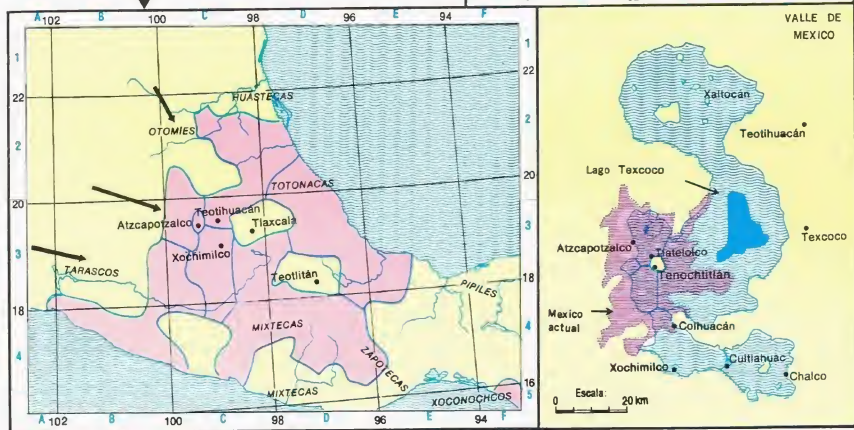 A 102 B 100 C 98 D 96 E 94 F
1 1
22 22
HUASTECAS
OTOMIES
2 2
TOTONACAS
20 20
Teotihuacán
Atzcapotzalco
Tlaxcala
3 3
Xochimilco
TARASCOS
Teotlitán
18 18
PIPILES
MIXTECAS
4 4
ZAPOTECAS
16
MIXTECAS
XOCONOCHCOS
5
A 102 B 100 C 98 D 96 E 94 F
VALLE DE
MEXICO
Xaltocán
Teotihuacán
Lago Texcoco
Texcoco
Atzcapotzalco
Tlatelolco
Tenochtitlán
Mexico
actual
Colhuacán
Cuitlahuac
Xochimilco
Chalco
Escala:
0 20 km